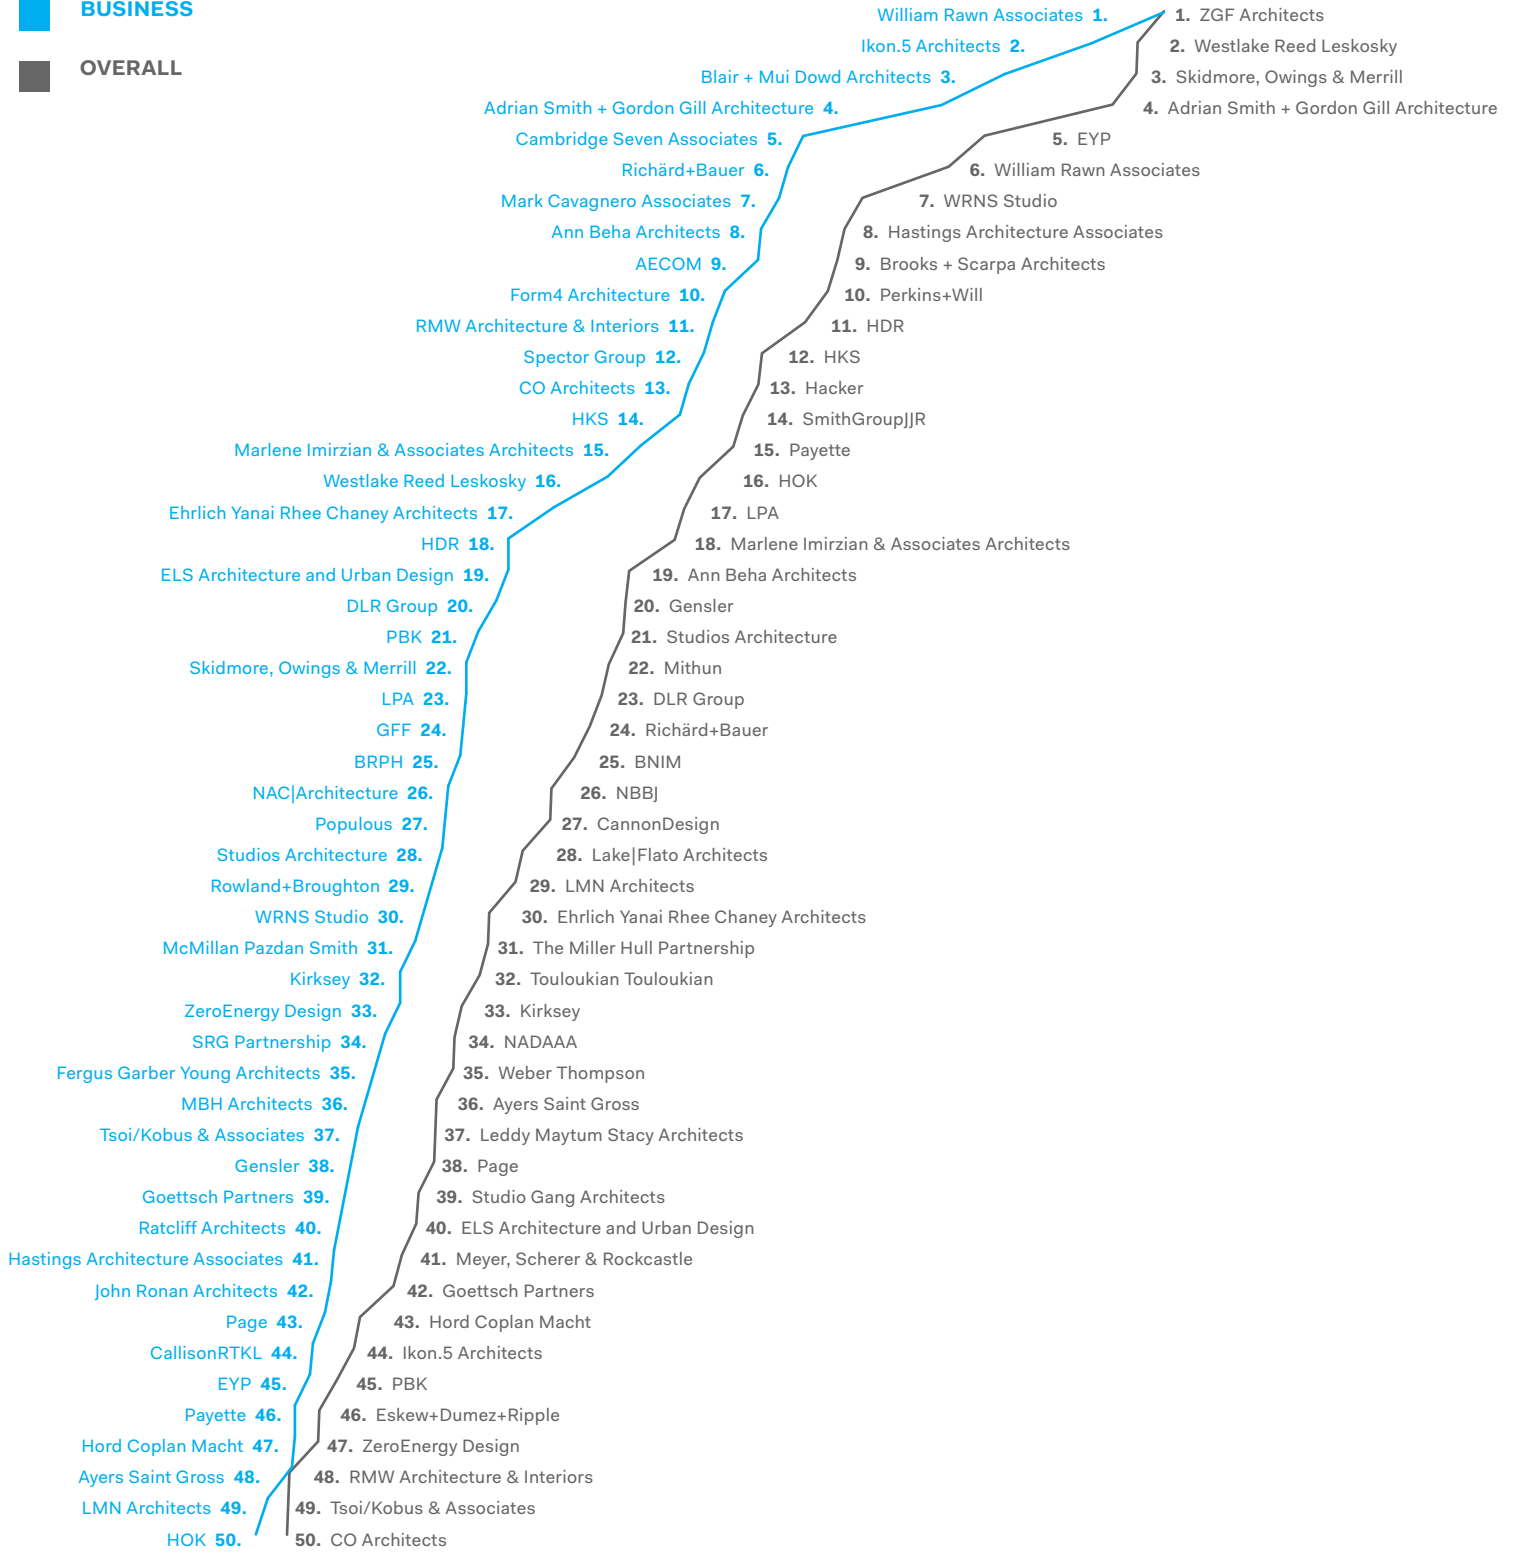 BUSINESS
OVERALL
William Rawn Associates 1.
Ikon.5 Architects 2.
Blair + Mui Dowd Architects 3.
Adrian Smith + Gordon Gill Architecture 4.
Cambridge Seven Associates 5.
Richärd+Bauer 6.
Mark Cavagnero Associates 7.
Ann Beha Architects 8.
AECOM 9.
Form4 Architecture 10.
RMW Architecture & Interiors 11.
Spector Group 12.
CO Architects 13.
HKS 14.
Marlene Imirzian & Associates Architects 15.
Westlake Reed Leskosky 16.
Ehrlich Yanai Rhee Chaney Architects 17.
HDR 18.
ELS Architecture and Urban Design 19.
DLR Group 20.
PBK 21.
Skidmore, Owings & Merrill 22.
LPA 23.
GFF 24.
BRPH 25.
NAC|Architecture 26.
Populous 27.
Studios Architecture 28.
Rowland+Broughton 29.
WRNS Studio 30.
McMillan Pazdan Smith 31.
Kirksey 32.
ZeroEnergy Design 33.
SRG Partnership 34.
Fergus Garber Young Architects 35.
MBH Architects 36.
Tsoi/Kobus & Associates 37.
Gensler 38.
Goettsch Partners 39.
Ratcliff Architects 40.
Hastings Architecture Associates 41.
John Ronan Architects 42.
Page 43.
CallisonRTKL 44.
EYP 45.
Payette 46.
Hord Coplan Macht 47.
Ayers Saint Gross 48.
LMN Architects 49.
HOK 50.
1. ZGF Architects
2. Westlake Reed Leskosky
3. Skidmore, Owings & Merrill
4. Adrian Smith + Gordon Gill Architecture
5. EYP
6. William Rawn Associates
7. WRNS Studio
8. Hastings Architecture Associates
9. Brooks + Scarpa Architects
10. Perkins+Will
11. HDR
12. HKS
13. Hacker
14. SmithGroupJJR
15. Payette
16. HOK
17. LPA
18. Marlene Imirzian & Associates Architects
19. Ann Beha Architects
20. Gensler
21. Studios Architecture
22. Mithun
23. DLR Group
24. Richärd+Bauer
25. BNIM
26. NBBJ
27. CannonDesign
28. Lake|Flato Architects
29. LMN Architects
30. Ehrlich Yanai Rhee Chaney Architects
31. The Miller Hull Partnership
32. Touloukian Touloukian
33. Kirksey
34. NADAAA
35. Weber Thompson
36. Ayers Saint Gross
37. Leddy Maytum Stacy Architects
38. Page
39. Studio Gang Architects
40. ELS Architecture and Urban Design
41. Meyer, Scherer & Rockcastle
42. Goettsch Partners
43. Hord Coplan Macht
44. Ikon.5 Architects
45. PBK
46. Eskew+Dumez+Ripple
47. ZeroEnergy Design
48. RMW Architecture & Interiors
49. Tsoi/Kobus & Associates
50. CO Architects